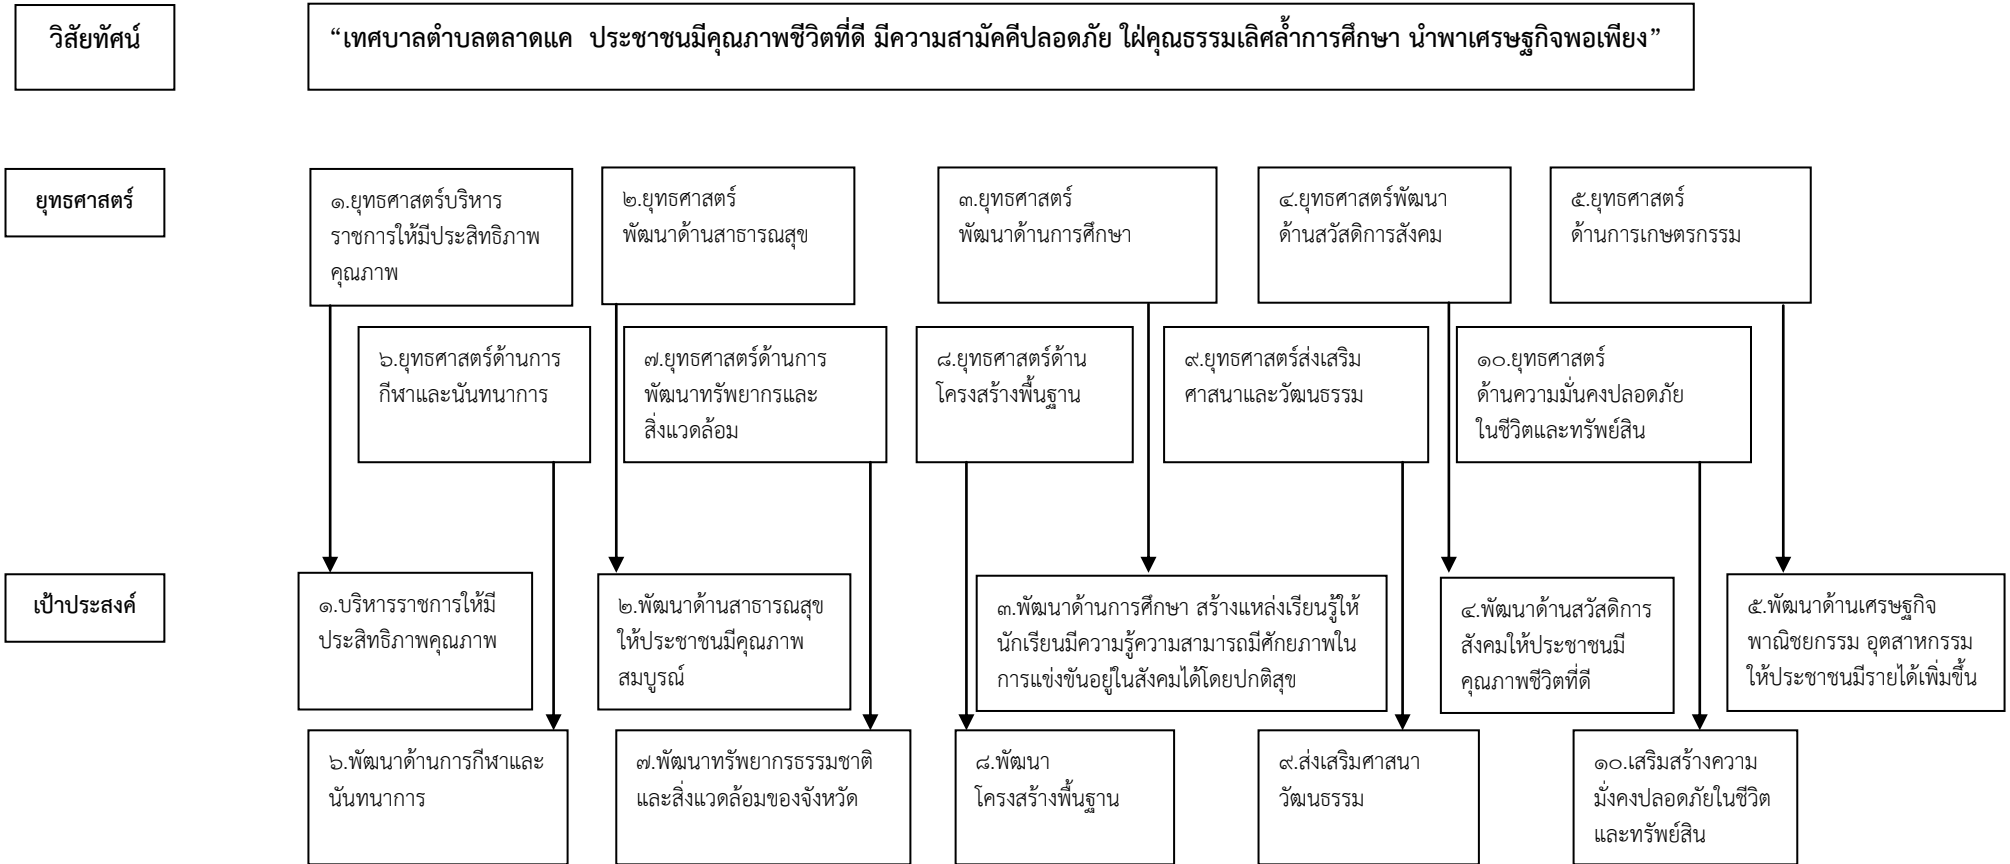 วิสัยทัศน์
“เทศบาลตำบลตลาดแค ประชาชนมีคุณภาพชีวิตที่ดี มีความสามัคคีปลอดภัย ใฝ่คุณธรรมเลิศล้ำการศึกษา นำพาเศรษฐกิจพอเพียง”
ยุทธศาสตร์
๑.ยุทธศาสตร์บริหาร
ราชการให้มีประสิทธิภาพ
คุณภาพ
๒.ยุทธศาสตร์
พัฒนาด้านสาธารณสุข
๓.ยุทธศาสตร์
พัฒนาด้านการศึกษา
๔.ยุทธศาสตร์พัฒนา
ด้านสวัสดิการสังคม
๕.ยุทธศาสตร์
ด้านการเกษตรกรรม
๖.ยุทธศาสตร์ด้านการ
กีฬาและนันทนาการ
๗.ยุทธศาสตร์ด้านการ
พัฒนาทรัพยากรและ
สิ่งแวดล้อม
๘.ยุทธศาสตร์ด้าน
โครงสร้างพื้นฐาน
๙.ยุทธศาสตร์ส่งเสริม
ศาสนาและวัฒนธรรม
๑๐.ยุทธศาสตร์
ด้านความมั่นคงปลอดภัย
ในชีวิตและทรัพย์สิน
เป้าประสงค์
๑.บริหารราชการให้มี
ประสิทธิภาพคุณภาพ
๒.พัฒนาด้านสาธารณสุข
ให้ประชาชนมีคุณภาพ
สมบูรณ์
๓.พัฒนาด้านการศึกษา สร้างแหล่งเรียนรู้ให้
นักเรียนมีความรู้ความสามารถมีศักยภาพใน
การแข่งขันอยู่ในสังคมได้โดยปกติสุข
๔.พัฒนาด้านสวัสดิการ
สังคมให้ประชาชนมี
คุณภาพชีวิตที่ดี
๕.พัฒนาด้านเศรษฐกิจ
พาณิชยกรรม อุตสาหกรรม
ให้ประชาชนมีรายได้เพิ่มขึ้น
๖.พัฒนาด้านการกีฬาและ
นันทนาการ
๗.พัฒนาทรัพยากรธรรมชาติ
และสิ่งแวดล้อมของจังหวัด
๘.พัฒนา
โครงสร้างพื้นฐาน
๙.ส่งเสริมศาสนา
วัฒนธรรม
๑๐.เสริมสร้างความ
มั่งคงปลอดภัยในชีวิต
และทรัพย์สิน